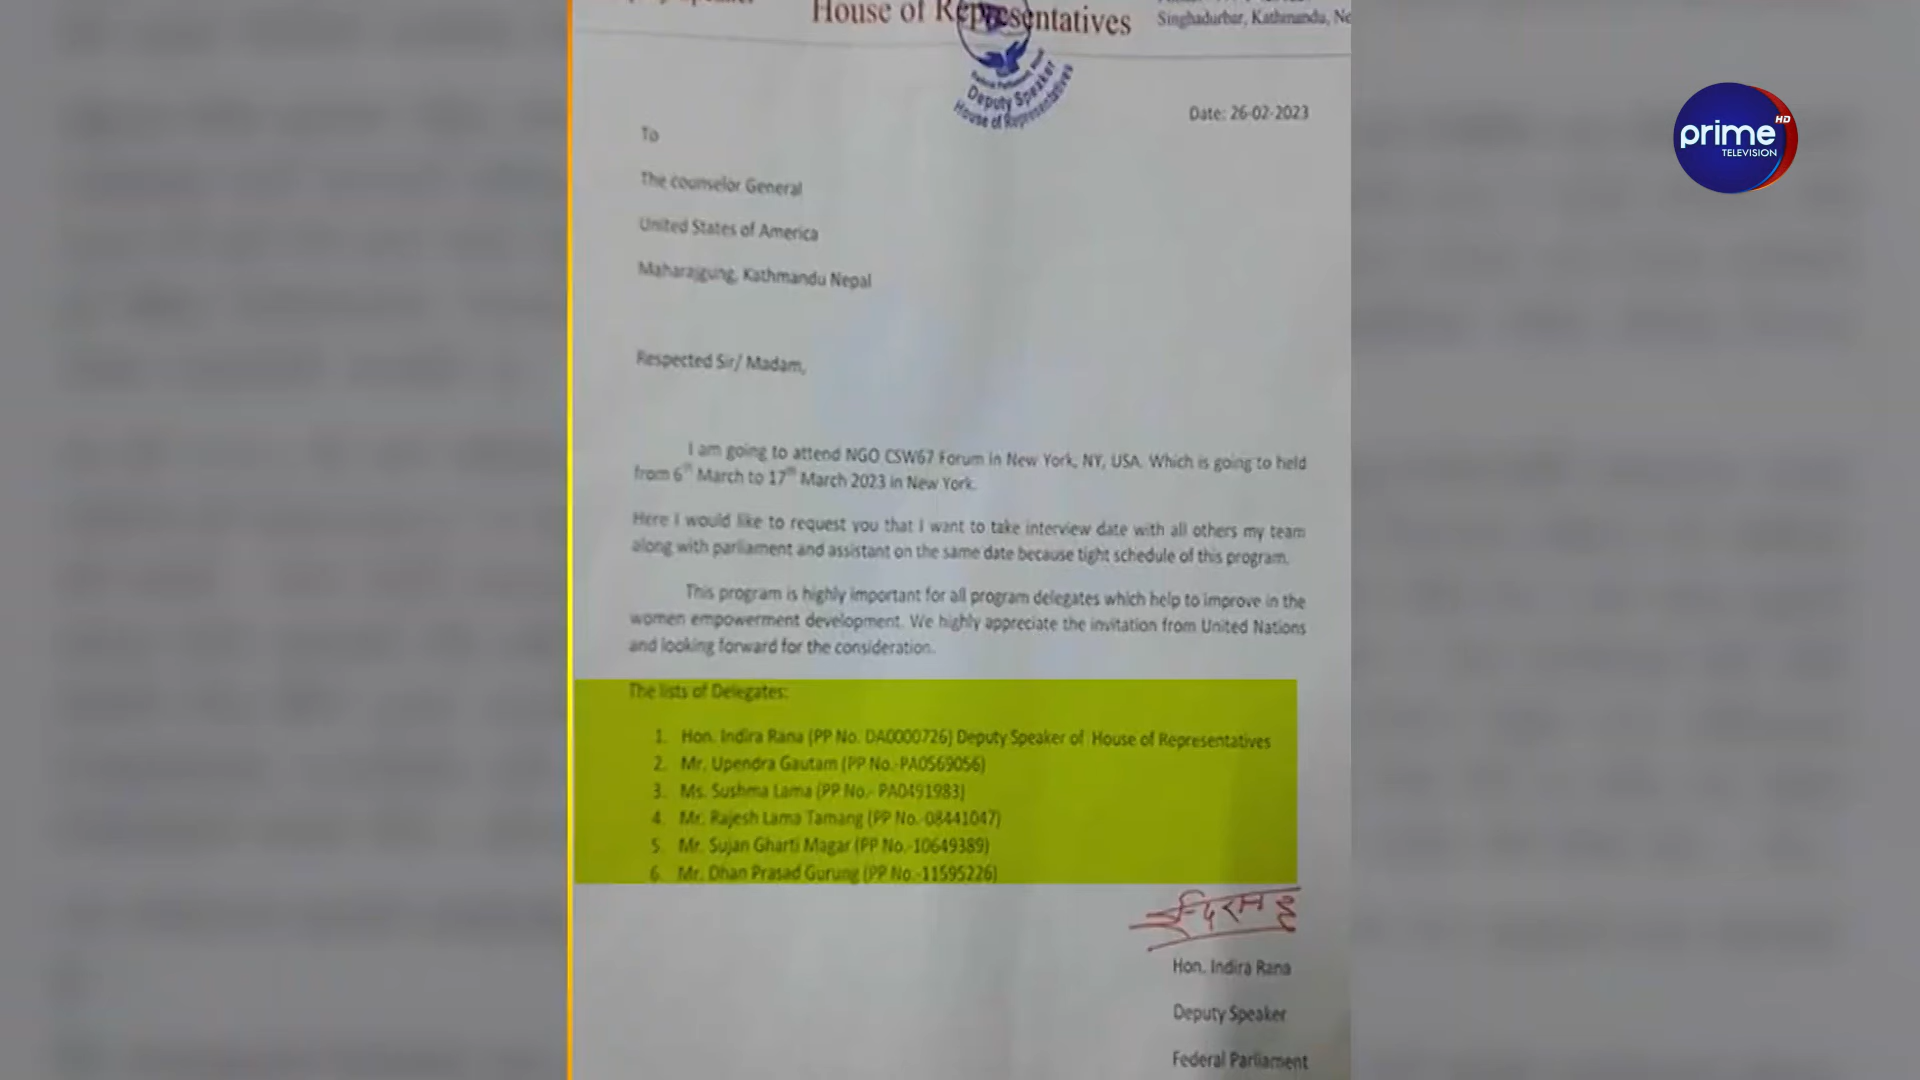 House of Representatives
Singhadurbar, Kathmandu, Ne
Deputy Speaker
House of Representatives
Date: 26-02-2023
prime HD
TELEVISION
To
The counselor General
United States of America
Maharajgung, Kathmandu Nepal
Respected Sir/ Madam,
I am going to attend NGO CSW67 Forum in New York, NY, USA. Which is going to held
from 6th March to 17th March 2023 in New York.
Here I would like to request you that I want to take interview date with all others my team
along with parliament and assistant on the same date because tight schedule of this program.
This program is highly important for all program delegates which help to improve in the
women empowerment development. We highly appreciate the invitation from United Nations
and looking forward for the consideration.
The lists of Delegates:
1. Hon. Indira Rana (PP No. DA0000726) Deputy Speaker of House of Representatives
2. Mr. Upendra Gautam (PP No.-PA0569056)
3. Ms. Sushma Lama (PP No.- PA0491983)
4. Mr. Rajesh Lama Tamang (PP No.-08441047)
5. Mr. Sujan Gharti Magar (PP No.-10649389)
6. Mr. Dhan Prasad Gurung (PP No.-11595226)
Hon. Indira Rana
Deputy Speaker
Federal Parliament